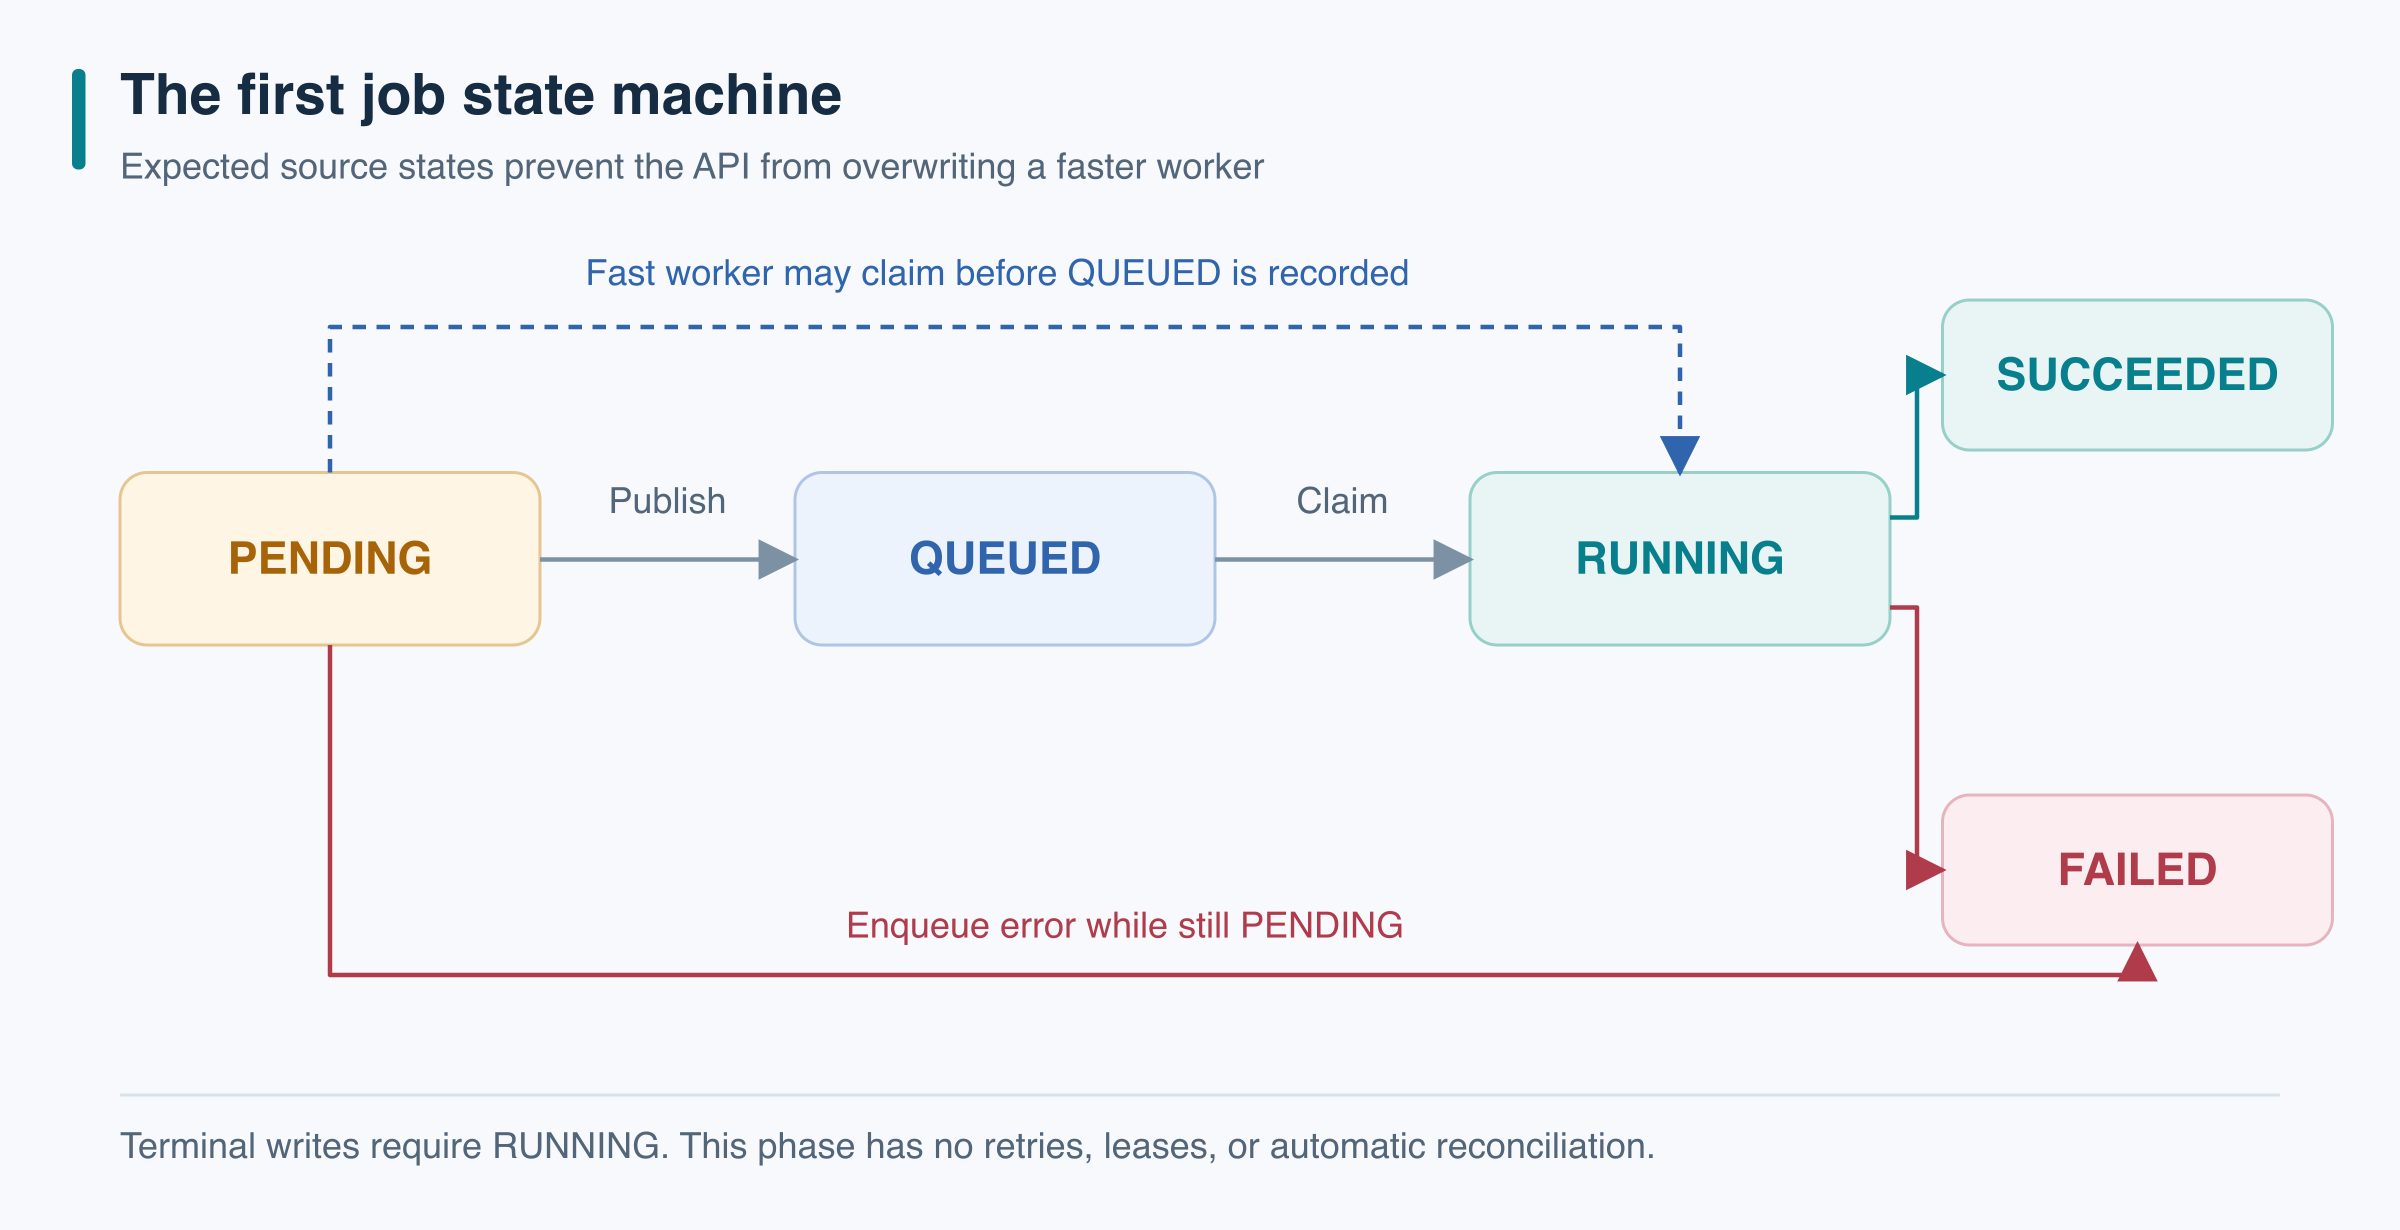 The first job state machine
Expected source states prevent the API from overwriting a faster worker
Fast worker may claim before QUEUED is recorded
SUCCEEDED
Publish
Claim
PENDING
QUEUED
RUNNING
FAILED
Enqueue error while still PENDING
Terminal writes require RUNNING. This phase has no retries, leases, or automatic reconciliation.